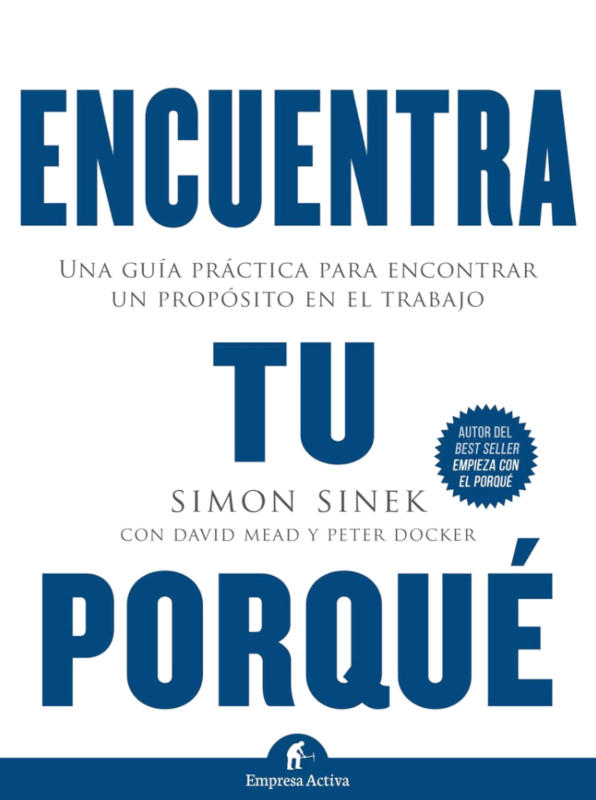 ENCUENTRA
UNA GUÍA PRÁCTICA PARA ENCONTRAR
UN PROPÓSITO EN EL TRABAJO
TU
AUTOR DEL
BEST SELLER
EMPIEZA CON
EL PORQUÉ
SIMON SINEK
CON DAVID MEAD Y PETER DOCKER
PORQUÉ
Empresa Activa